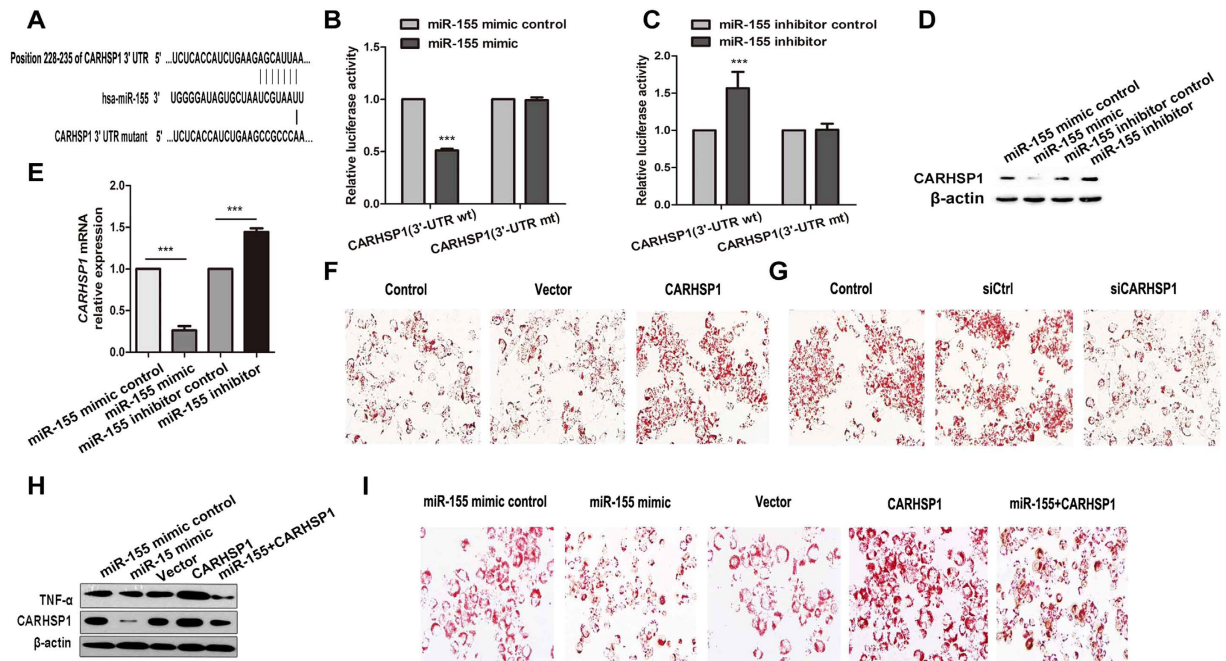 A
Position 228-235 of CARHSP1 3' UTR 5' ...UCUCACCAUCUGAAGAGCAUUAA...
hsa-miR-155 3' UGGGGAUAGUGCUAAUCGUAAUU
CARHSP1 3' UTR mutant 5' ...UCUCACCAUCUGAAGCCGCCCAA...
B
miR-155 mimic control
miR-155 mimic
Relative luciferase activity
1.5
1.0
0.5
0.0
***
CARHSP1(3'-UTR wt)
CARHSP1(3'-UTR mt)
C
miR-155 inhibitor control
miR-155 inhibitor
Relative luciferase activity
2.0
1.5
1.0
0.5
0.0
***
CARHSP1(3'-UTR wt)
CARHSP1(3'-UTR mt)
D
miR-155 mimic control
miR-155 mimic
miR-155 inhibitor control
miR-155 inhibitor
CARHSP1
β-actin
E
CARHSP1 mRNA
relative expression
2.0
1.5
1.0
0.5
0.0
***
***
miR-155 mimic control
miR-155 mimic
miR-155 inhibitor control
miR-155 inhibitor
F
Control
Vector
CARHSP1
G
Control
siCtrl
siCARHSP1
H
miR-155 mimic control
miR-15 mimic
Vector
CARHSP1
miR-155+CARHSP1
TNF-α
CARHSP1
β-actin
I
miR-155 mimic control
miR-155 mimic
Vector
CARHSP1
miR-155+CARHSP1